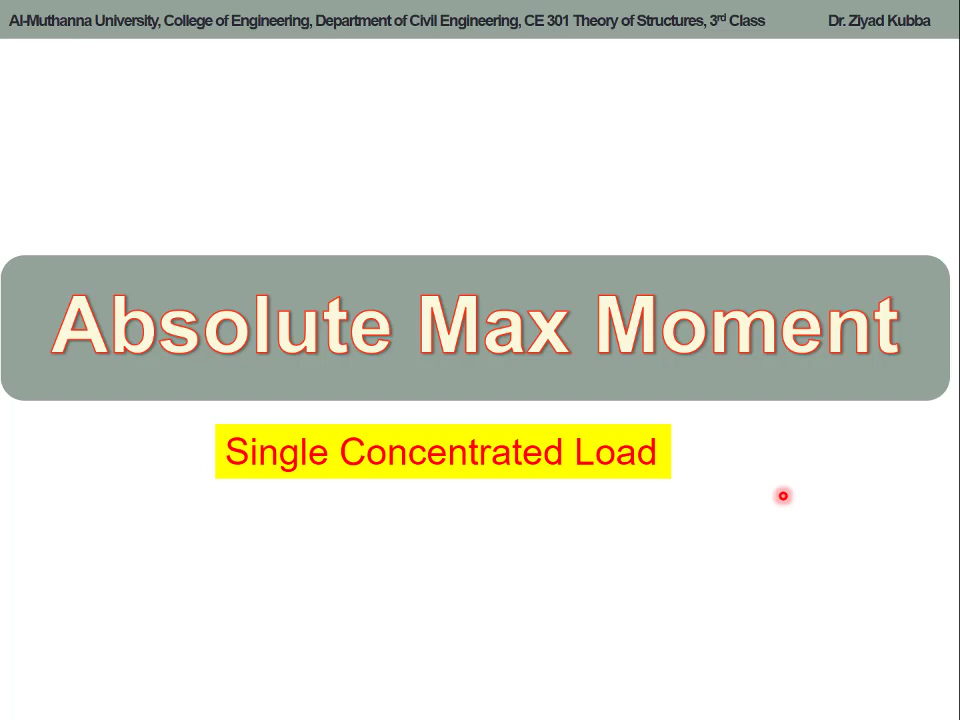 Al-Muthanna University, College of Engineering, Department of Civil Engineering, CE 301 Theory of Structures, 3rd Class Dr. Ziyad Kubba
Absolute Max Moment
Single Concentrated Load